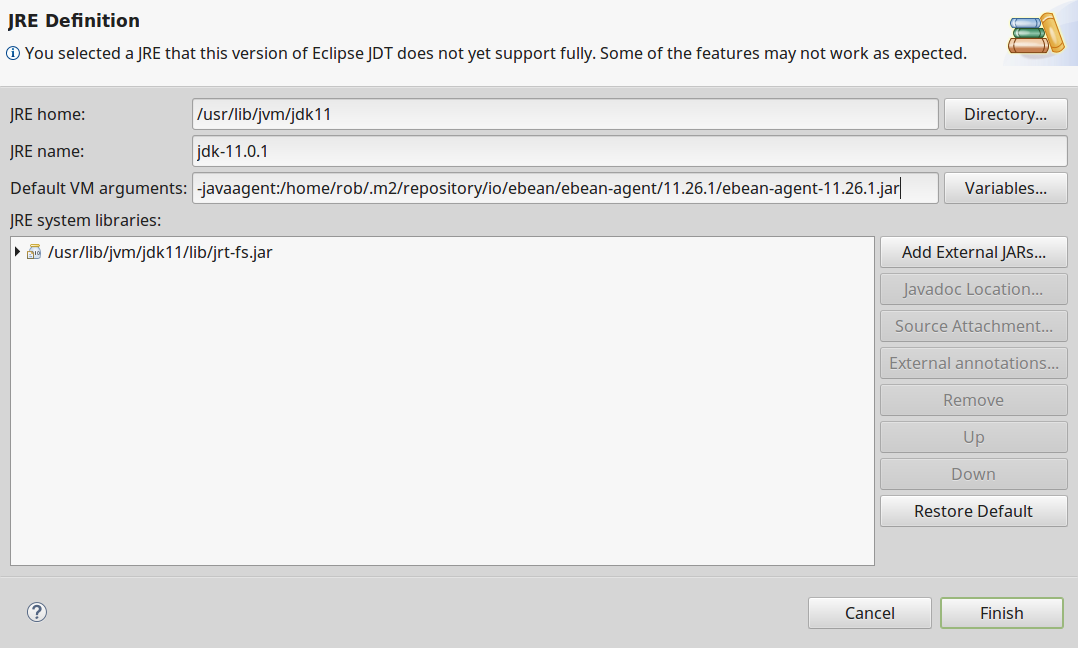 JRE Definition
You selected a JRE that this version of Eclipse JDT does not yet support fully. Some of the features may not work as expected.
JRE home: /usr/lib/jvm/jdk11 Directory...
JRE name: jdk-11.0.1
Default VM arguments: -javaagent:/home/rob/.m2/repository/io/ebean/ebean-agent/11.26.1/ebean-agent-11.26.1.jar Variables...
JRE system libraries:
/usr/lib/jvm/jdk11/lib/jrt-fs.jar Add External JARs...
Javadoc Location...
Source Attachment...
External annotations...
Remove
Up
Down
Restore Default
? Cancel Finish